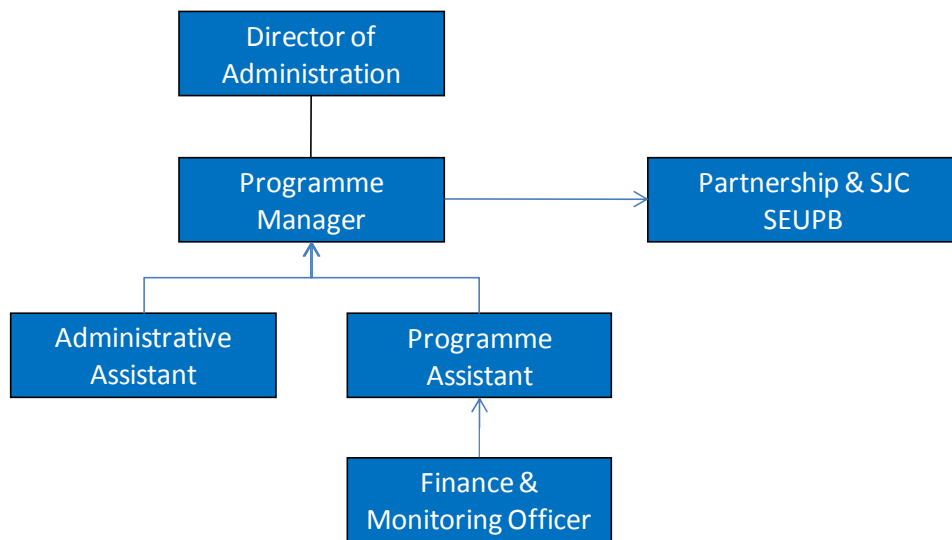 Director of
Administration
Programme
Manager
Partnership & SJC
SEUPB
Administrative
Assistant
Programme
Assistant
Finance &
Monitoring Officer